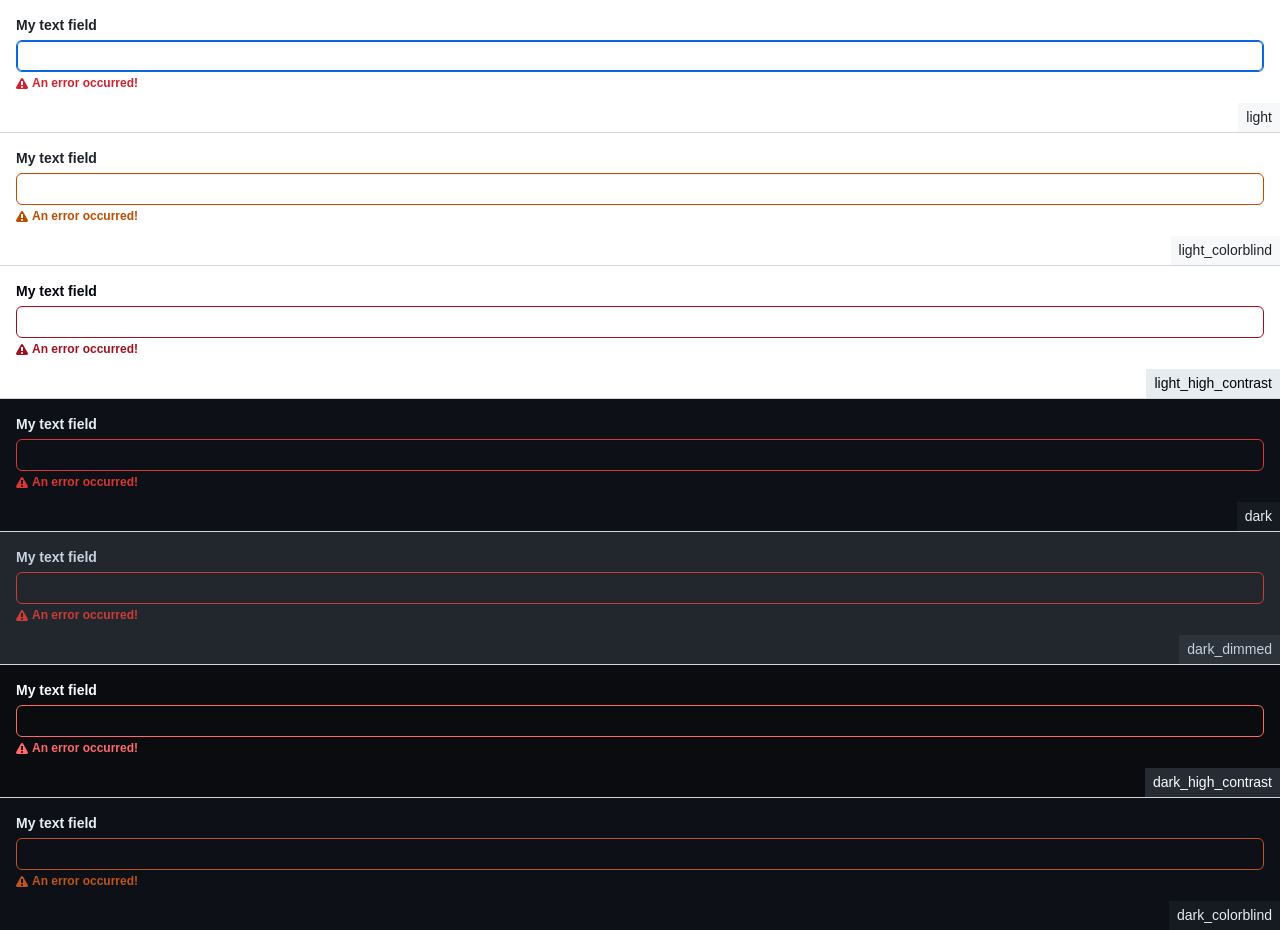 My text field
An error occurred!
light
My text field
An error occurred!
light_colorblind
My text field
An error occurred!
light_high_contrast
My text field
An error occurred!
dark
My text field
An error occurred!
dark_dimmed
My text field
An error occurred!
dark_high_contrast
My text field
An error occurred!
dark_colorblind